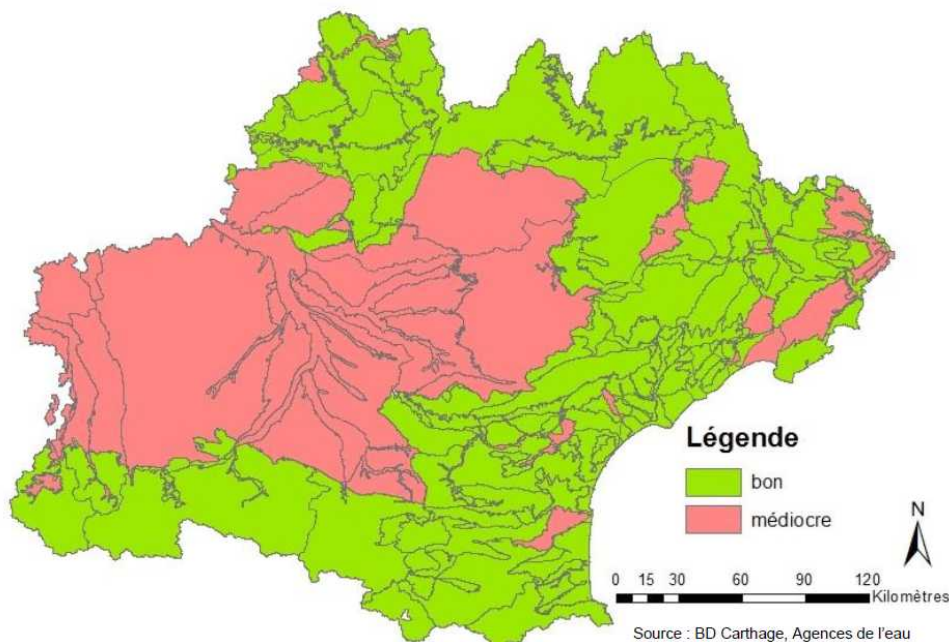 Légende
bon
médiocre
N
0 15 30 60 90 120
Kilomètres
Source : BD Carthage, Agences de l'eau